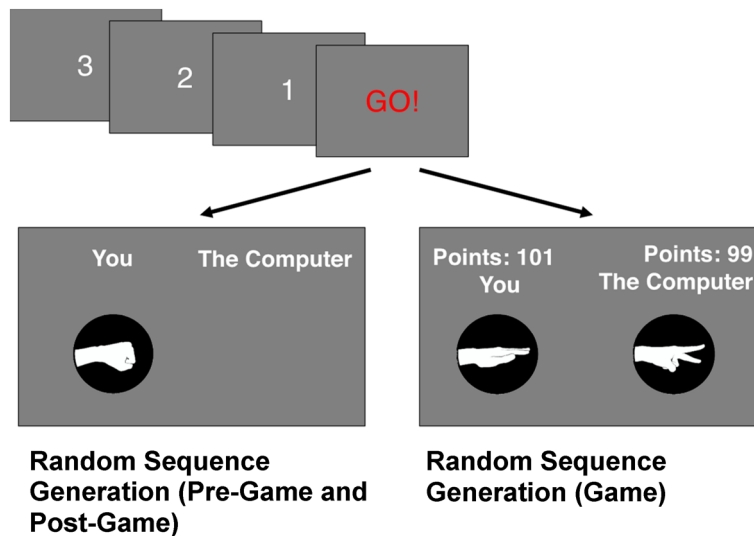 3
2
1
GO!
You
The Computer
Points: 101
You
Points: 99
The Computer
Random Sequence
Generation (Pre-Game and
Post-Game)
Random Sequence
Generation (Game)